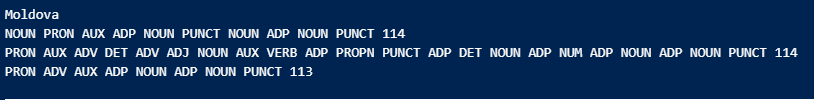 Moldova
NOUN PRON AUX ADP NOUN PUNCT NOUN ADP NOUN PUNCT 114
PRON AUX ADV DET ADV ADJ NOUN AUX VERB ADP PROPN PUNCT ADP DET NOUN ADP NUM ADP NOUN ADP NOUN PUNCT 114
PRON ADV AUX ADP NOUN ADP NOUN PUNCT 113